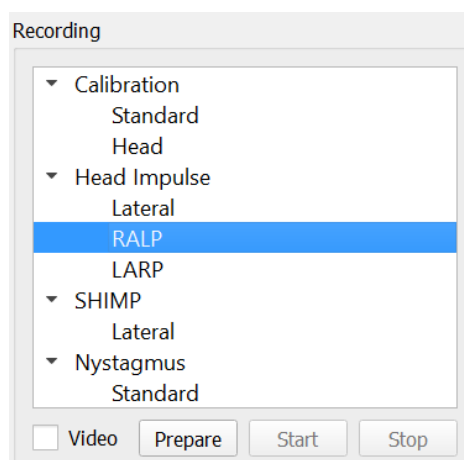 Recording
Calibration
Standard
Head
Head Impulse
Lateral
RALP
LARP
SHIMP
Lateral
Nystagmus
Standard
Video Prepare Start Stop